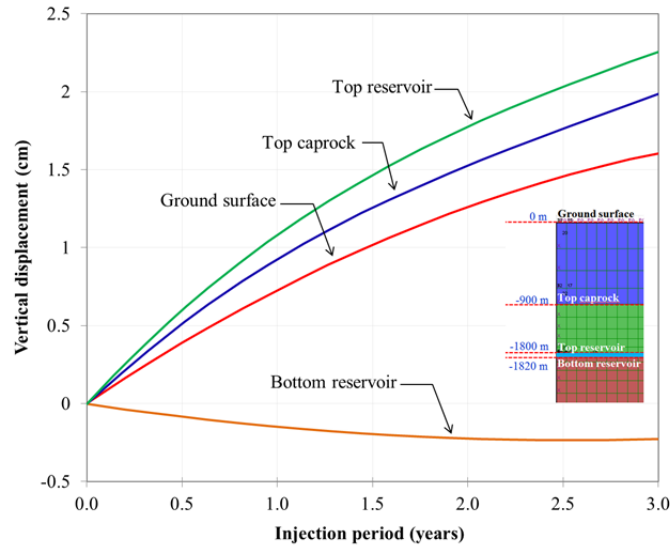 2.5
2
1.5
1
0.5
0
-0.5
Vertical displacement (cm)
Top reservoir
Top caprock
Ground surface
Bottom reservoir
0 m
Ground surface
-900 m
Top caprock
-1800 m
Top reservoir
-1820 m
Bottom reservoir
0.0 0.5 1.0 1.5 2.0 2.5 3.0
Injection period (years)